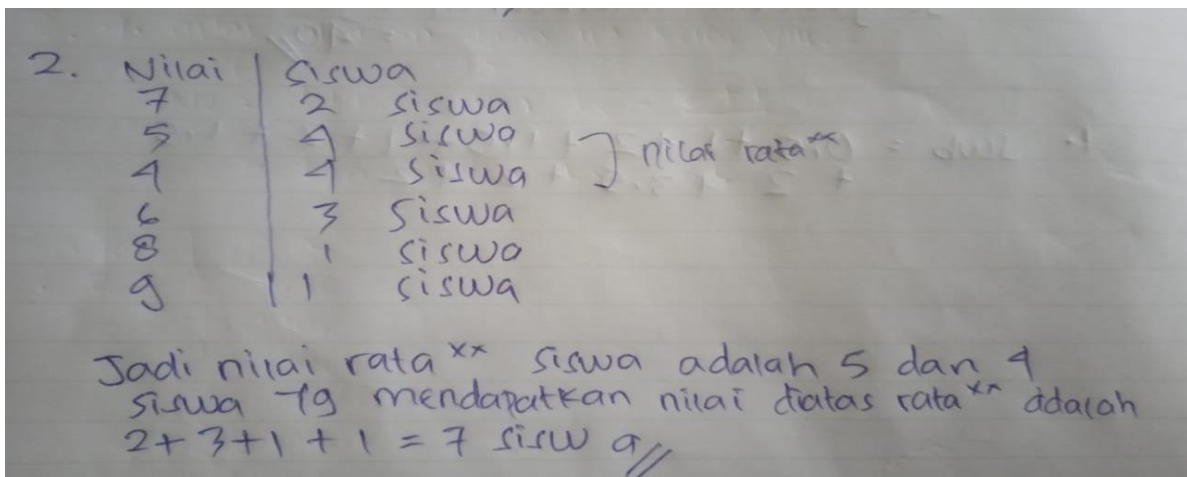 2. Nilai | Siswa
7 2 siswa
5 4 siswa
4 4 siswa ] nilai rata xx
6 3 siswa
8 1 siswa
9 1 siswa
Jadi nilai rata xx siswa adalah 5 dan 4
siswa yg mendapatkan nilai diatas rata xx adalah
2+3+1+1 = 7 siswa //